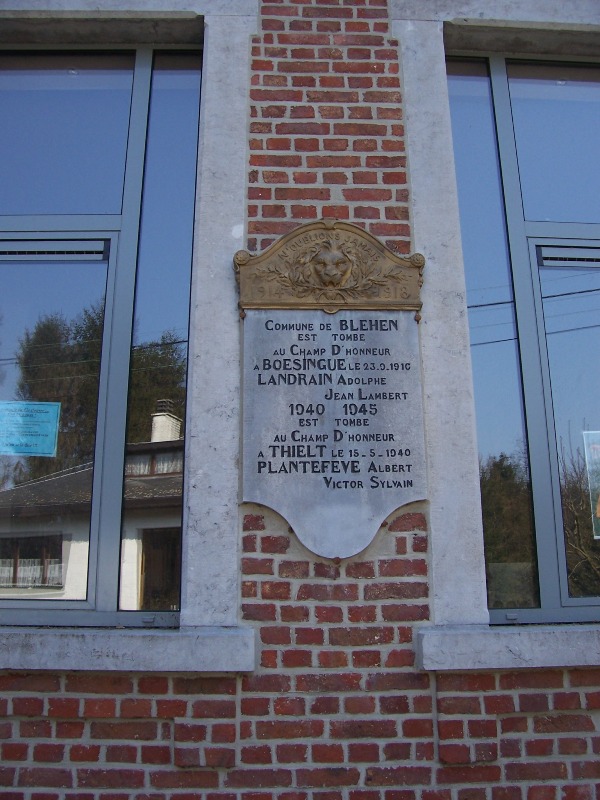 1914 1918
COMMUNE DE BLEHEN
EST TOMBE
AU CHAMP D'HONNEUR
A BOESINGUE LE 23.9.1916
LANDRAIN ADOLPHE
JEAN LAMBERT
1940 1945
EST TOMBE
AU CHAMP D'HONNEUR
A THIELT LE 15-5-1940
PLANTEFEVE ALBERT
VICTOR SYLVAIN